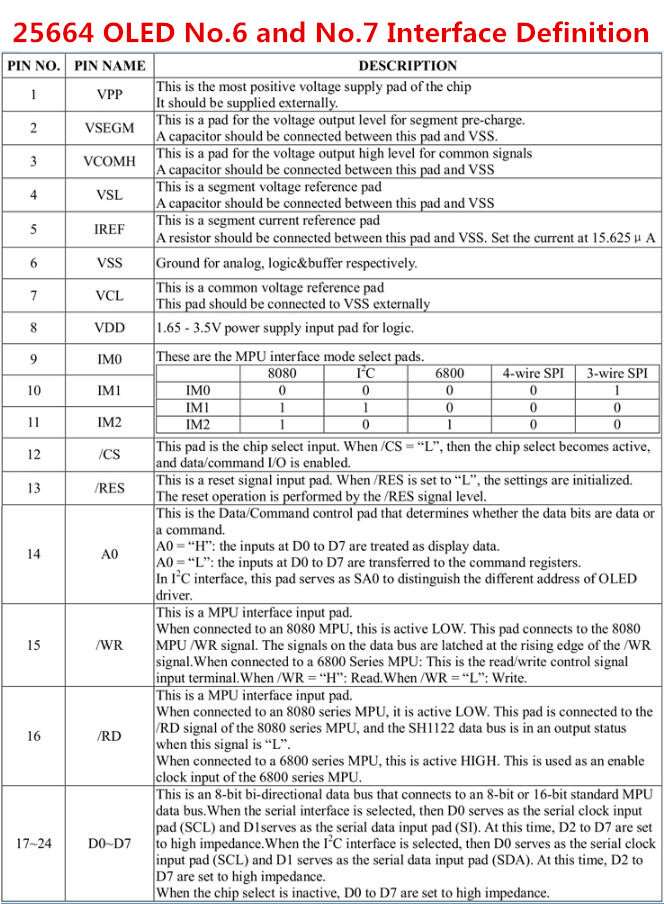 25664 OLED No.6 and No.7 Interface Definition
PIN NO. PIN NAME DESCRIPTION
1 VPP This is the most positive voltage supply pad of the chip
It should be supplied externally.
2 VSEGM This is a pad for the voltage output level for segment pre-charge.
A capacitor should be connected between this pad and VSS.
3 VCOMH This is a pad for the voltage output high level for common signals
A capacitor should be connected between this pad and VSS
4 VSL This is a segment voltage reference pad
A capacitor should be connected between this pad and VSS
5 IREF This is a segment current reference pad
A resistor should be connected between this pad and VSS. Set the current at 15.625 μ A
6 VSS Ground for analog, logic&buffer respectively.
7 VCL This is a common voltage reference pad
This pad should be connected to VSS externally
8 VDD 1.65 - 3.5V power supply input pad for logic.
9 IM0 These are the MPU interface mode select pads.
8080 I²C 6800 4-wire SPI 3-wire SPI
10 IM1 IM0 0 0 0 0 1
IM1 1 1 0 0 0
11 IM2 IM2 1 0 1 0 0
12 /CS This pad is the chip select input. When /CS = “L”, then the chip select becomes active,
and data/command I/O is enabled.
13 /RES This is a reset signal input pad. When /RES is set to “L”, the settings are initialized.
The reset operation is performed by the /RES signal level.
14 A0 This is the Data/Command control pad that determines whether the data bits are data or
a command.
A0 = “H”: the inputs at D0 to D7 are treated as display data.
A0 = “L”: the inputs at D0 to D7 are transferred to the command registers.
In I²C interface, this pad serves as SA0 to distinguish the different address of OLED
driver.
15 /WR This is a MPU interface input pad.
When connected to an 8080 MPU, this is active LOW. This pad connects to the 8080
MPU /WR signal. The signals on the data bus are latched at the rising edge of the /WR
signal.When connected to a 6800 Series MPU: This is the read/write control signal
input terminal.When /WR = “H”: Read.When /WR = “L”: Write.
16 /RD This is a MPU interface input pad.
When connected to an 8080 series MPU, it is active LOW. This pad is connected to the
/RD signal of the 8080 series MPU, and the SH1122 data bus is in an output status
when this signal is “L”.
When connected to a 6800 series MPU, this is active HIGH. This is used as an enable
clock input of the 6800 series MPU.
17~24 D0~D7 This is an 8-bit bi-directional data bus that connects to an 8-bit or 16-bit standard MPU
data bus.When the serial interface is selected, then D0 serves as the serial clock input
pad (SCL) and D1serves as the serial data input pad (SI). At this time, D2 to D7 are set
to high impedance.When the I²C interface is selected, then D0 serves as the serial clock
input pad (SCL) and D1 serves as the serial data input pad (SDA). At this time, D2 to
D7 are set to high impedance.
When the chip select is inactive, D0 to D7 are set to high impedance.